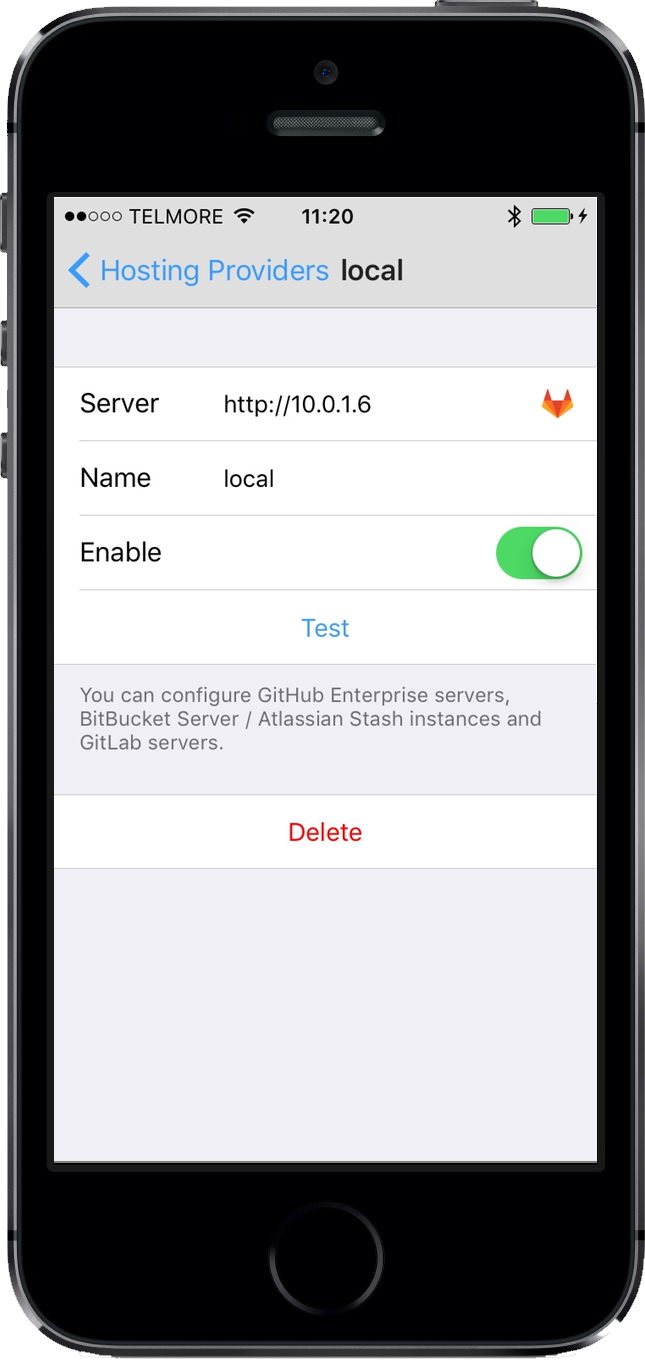 TELMORE 11:20
Hosting Providers local
Server http://10.0.1.6
Name local
Enable
Test
You can configure GitHub Enterprise servers,
BitBucket Server / Atlassian Stash instances and
GitLab servers.
Delete